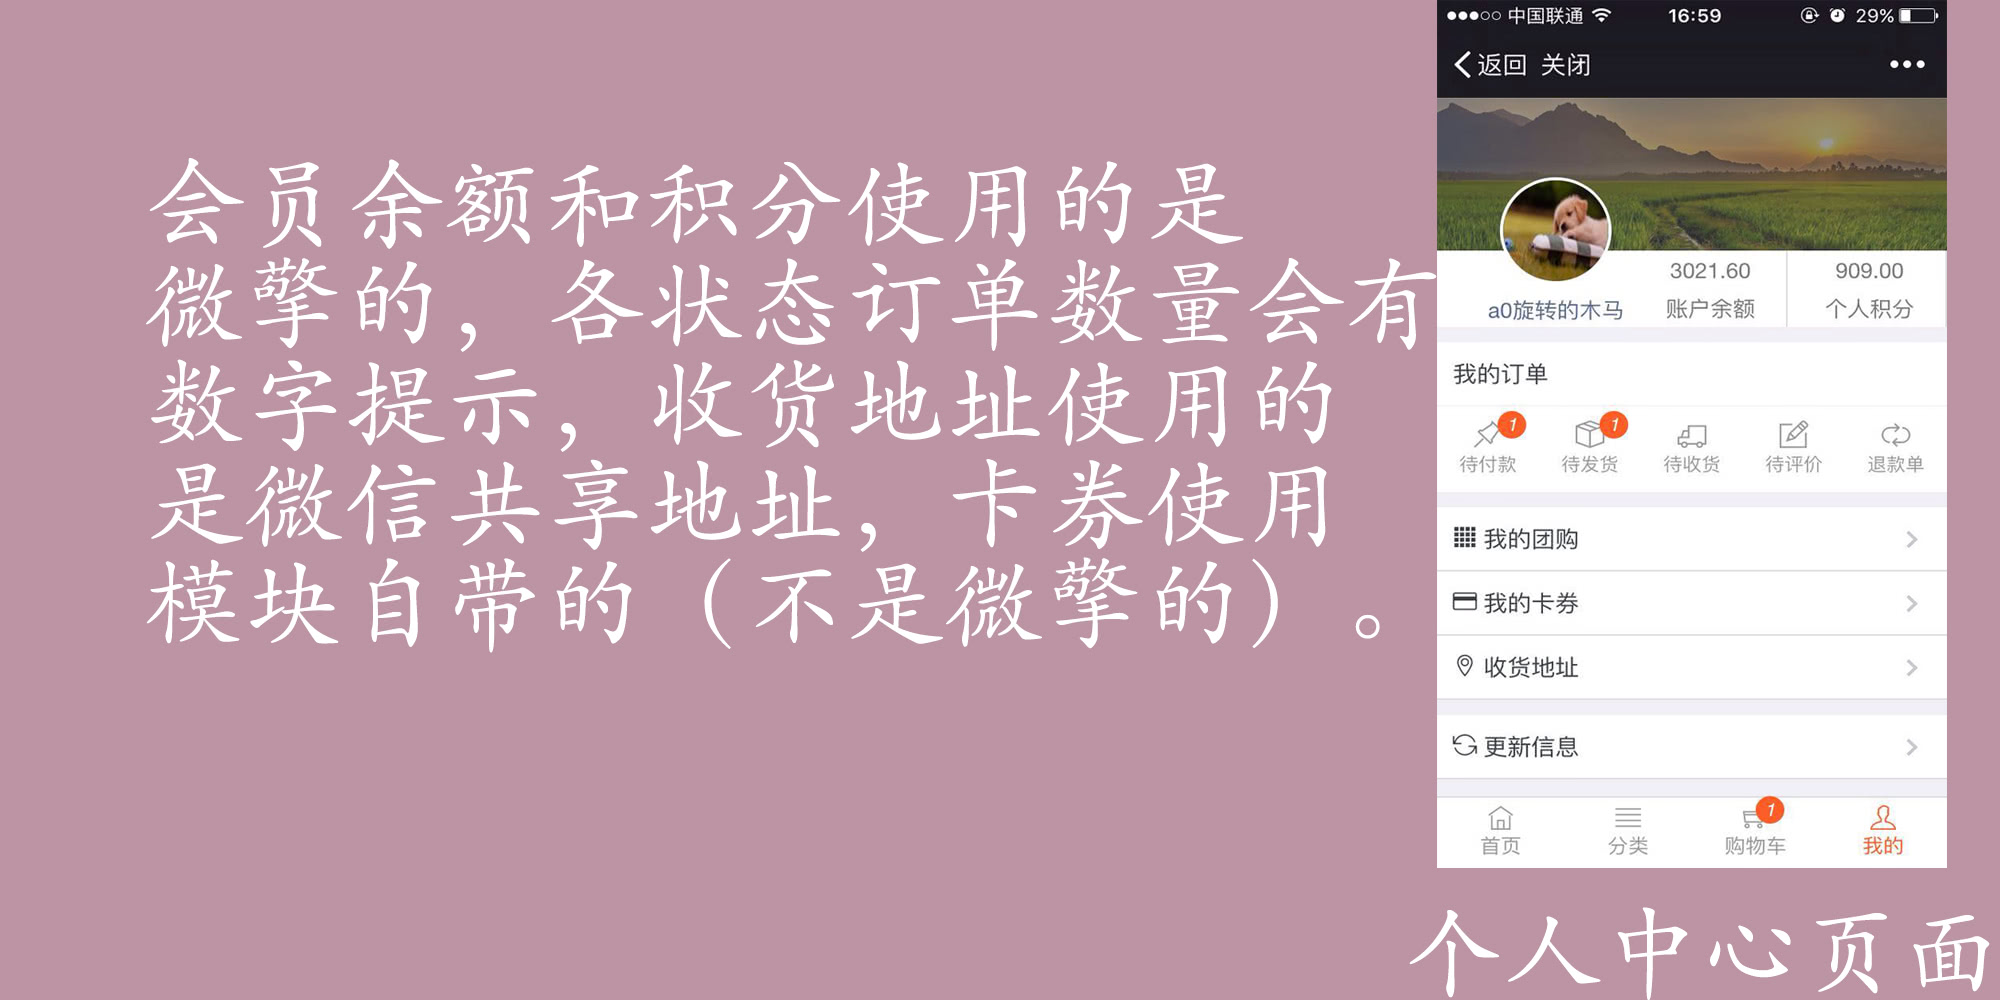 会员余额和积分使用的是
微擎的，各状态订单数量会有
数字提示，收货地址使用的
是微信共享地址，卡券使用
模块自带的（不是微擎的）。
中国联通 16:59 29%
返回 关闭
3021.60 909.00
a0旋转的木马 账户余额 个人积分
我的订单
1 1
待付款 待发货 待收货 待评价 退款单
我的团购
我的卡券
收货地址
更新信息
1
首页 分类 购物车 我的
个人中心页面